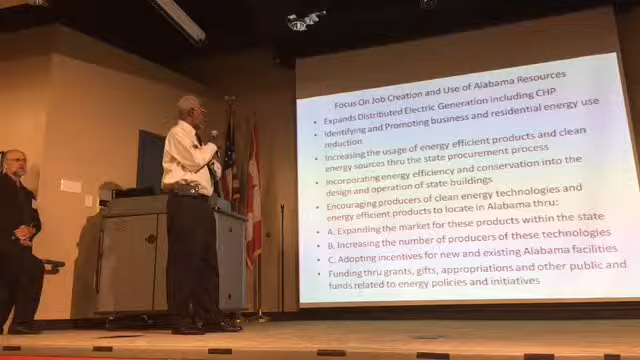 Focus On Job Creation and Use of Alabama Resources
• Expands Distributed Electric Generation including CHP
• Identifying and Promoting business and residential energy use
reduction
• Increasing the usage of energy efficient products and clean
energy sources thru the state procurement process
• Incorporating energy efficiency and conservation into the
design and operation of state buildings
• Encouraging producers of clean energy technologies and
energy efficient products to locate in Alabama thru:
• A. Expanding the market for these products within the state
• B. Increasing the number of producers of these technologies
• C. Adopting incentives for new and existing Alabama facilities
• Funding thru grants, gifts, appropriations and other public and
funds related to energy policies and initiatives